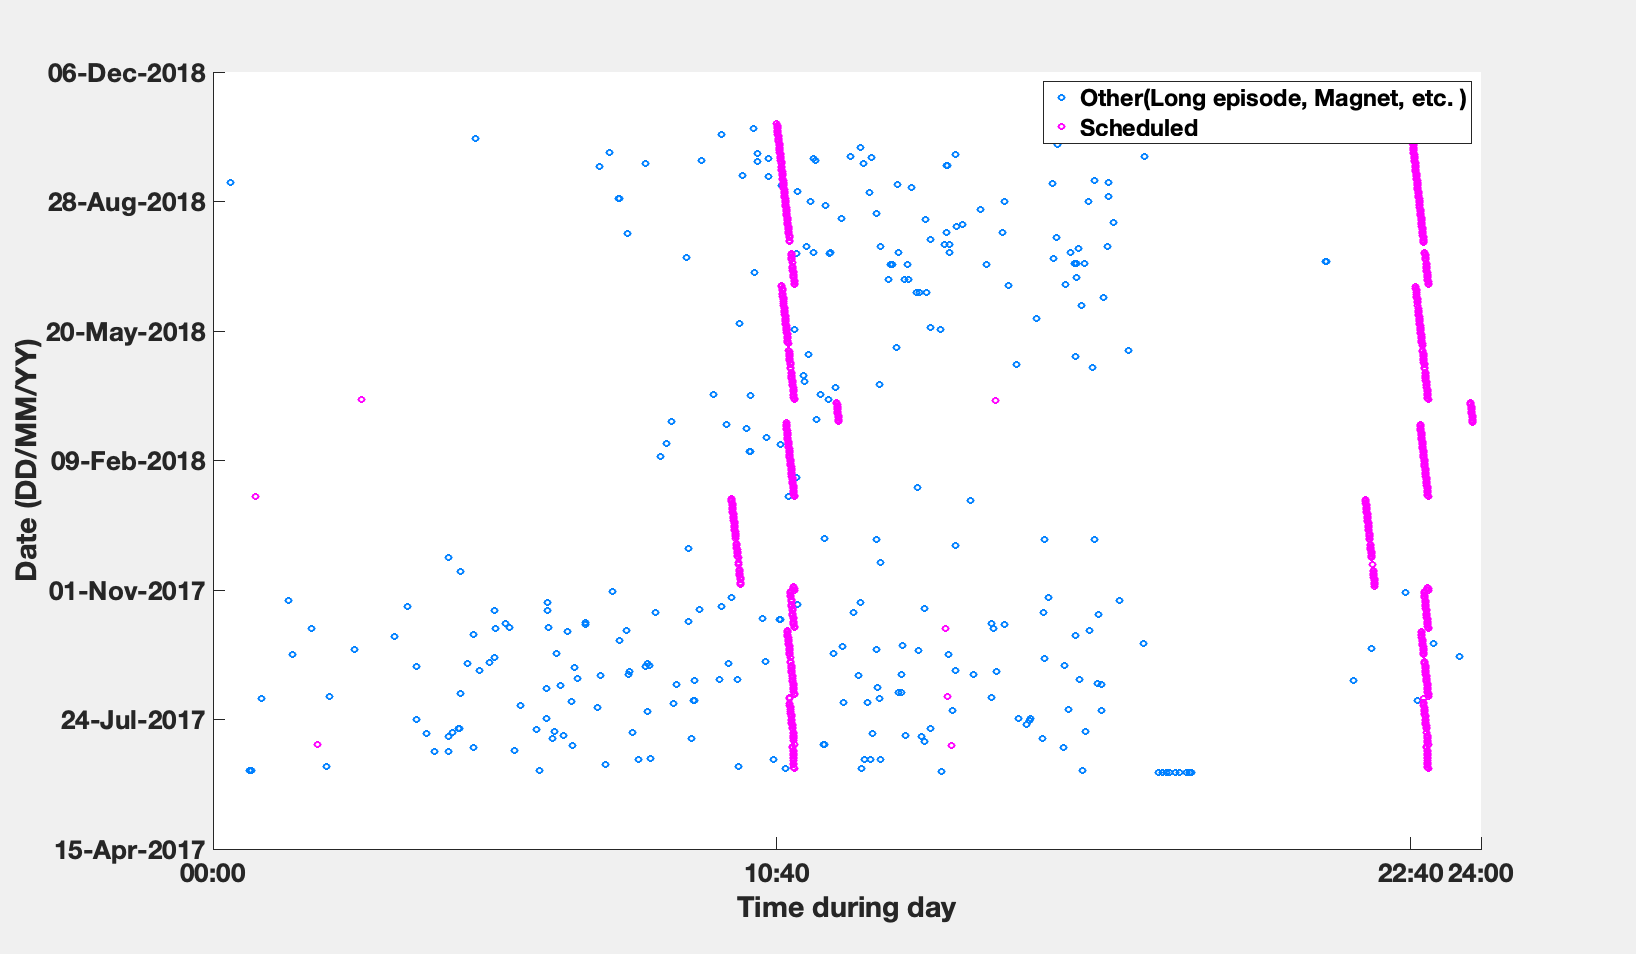 06-Dec-2018
Other(Long episode, Magnet, etc. )
Scheduled
28-Aug-2018
20-May-2018
09-Feb-2018
01-Nov-2017
24-Jul-2017
15-Apr-2017
Date (DD/MM/YY)
00:00 10:40 22:40 24:00
Time during day